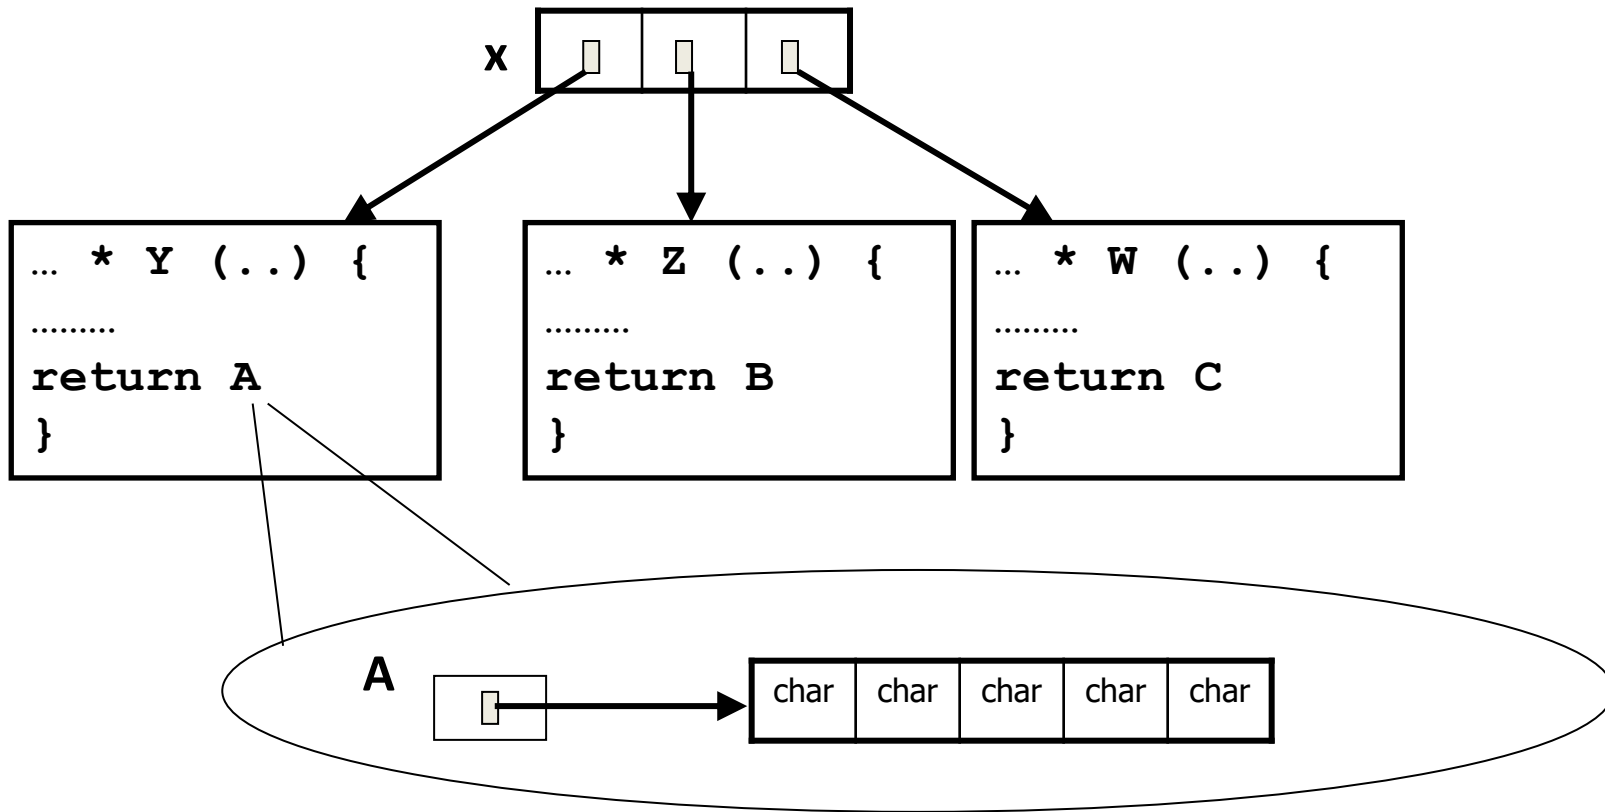 x
… * Y (..) {
………
return A
}
… * Z (..) {
………
return B
}
… * W (..) {
………
return C
}
A
char char char char char